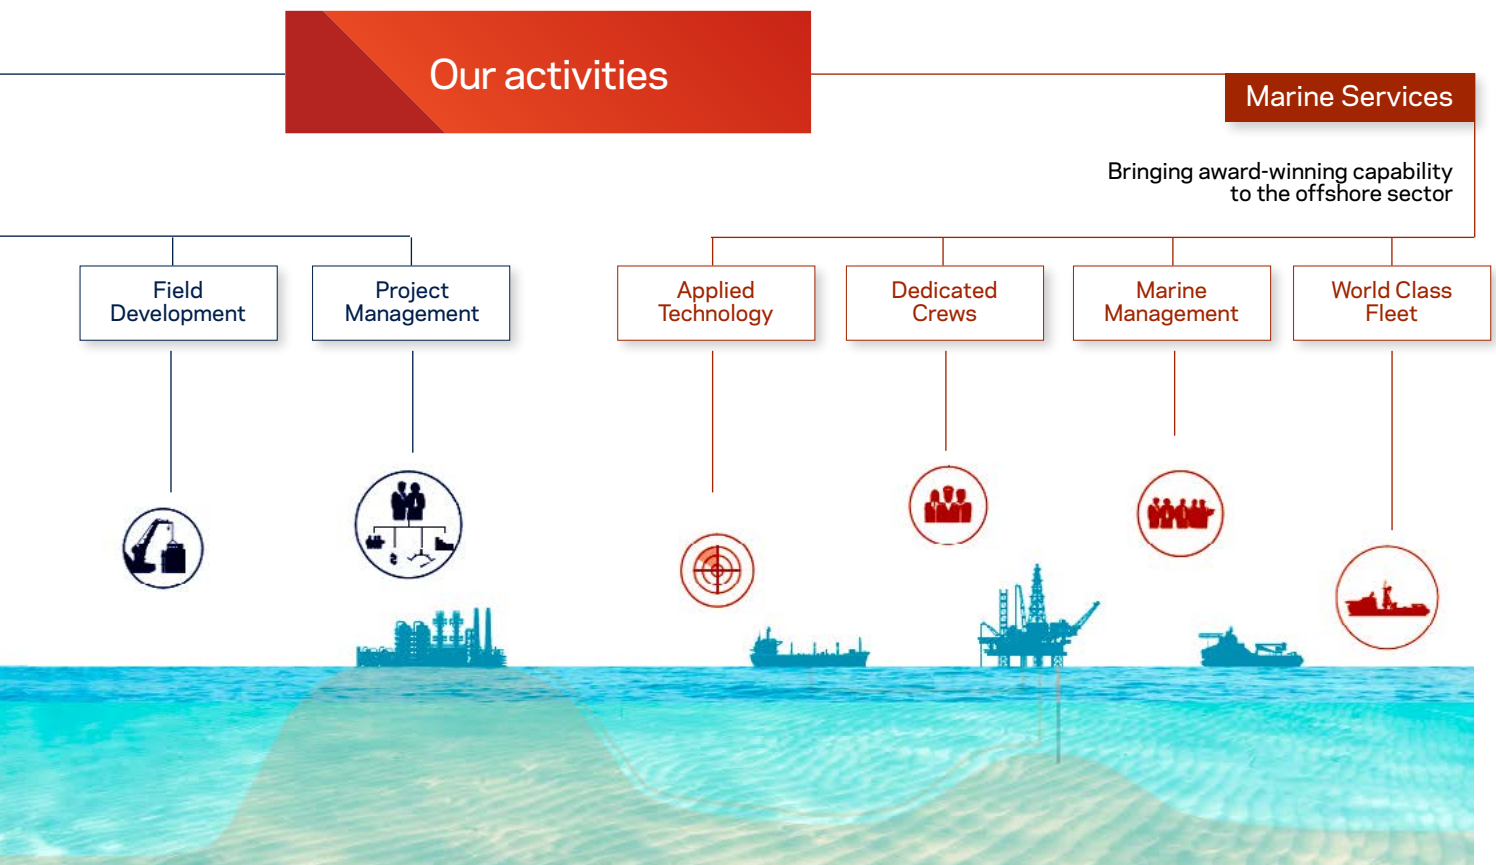 Our activities
Marine Services
Bringing award-winning capability
to the offshore sector
Field
Development
Project
Management
Applied
Technology
Dedicated
Crews
Marine
Management
World Class
Fleet